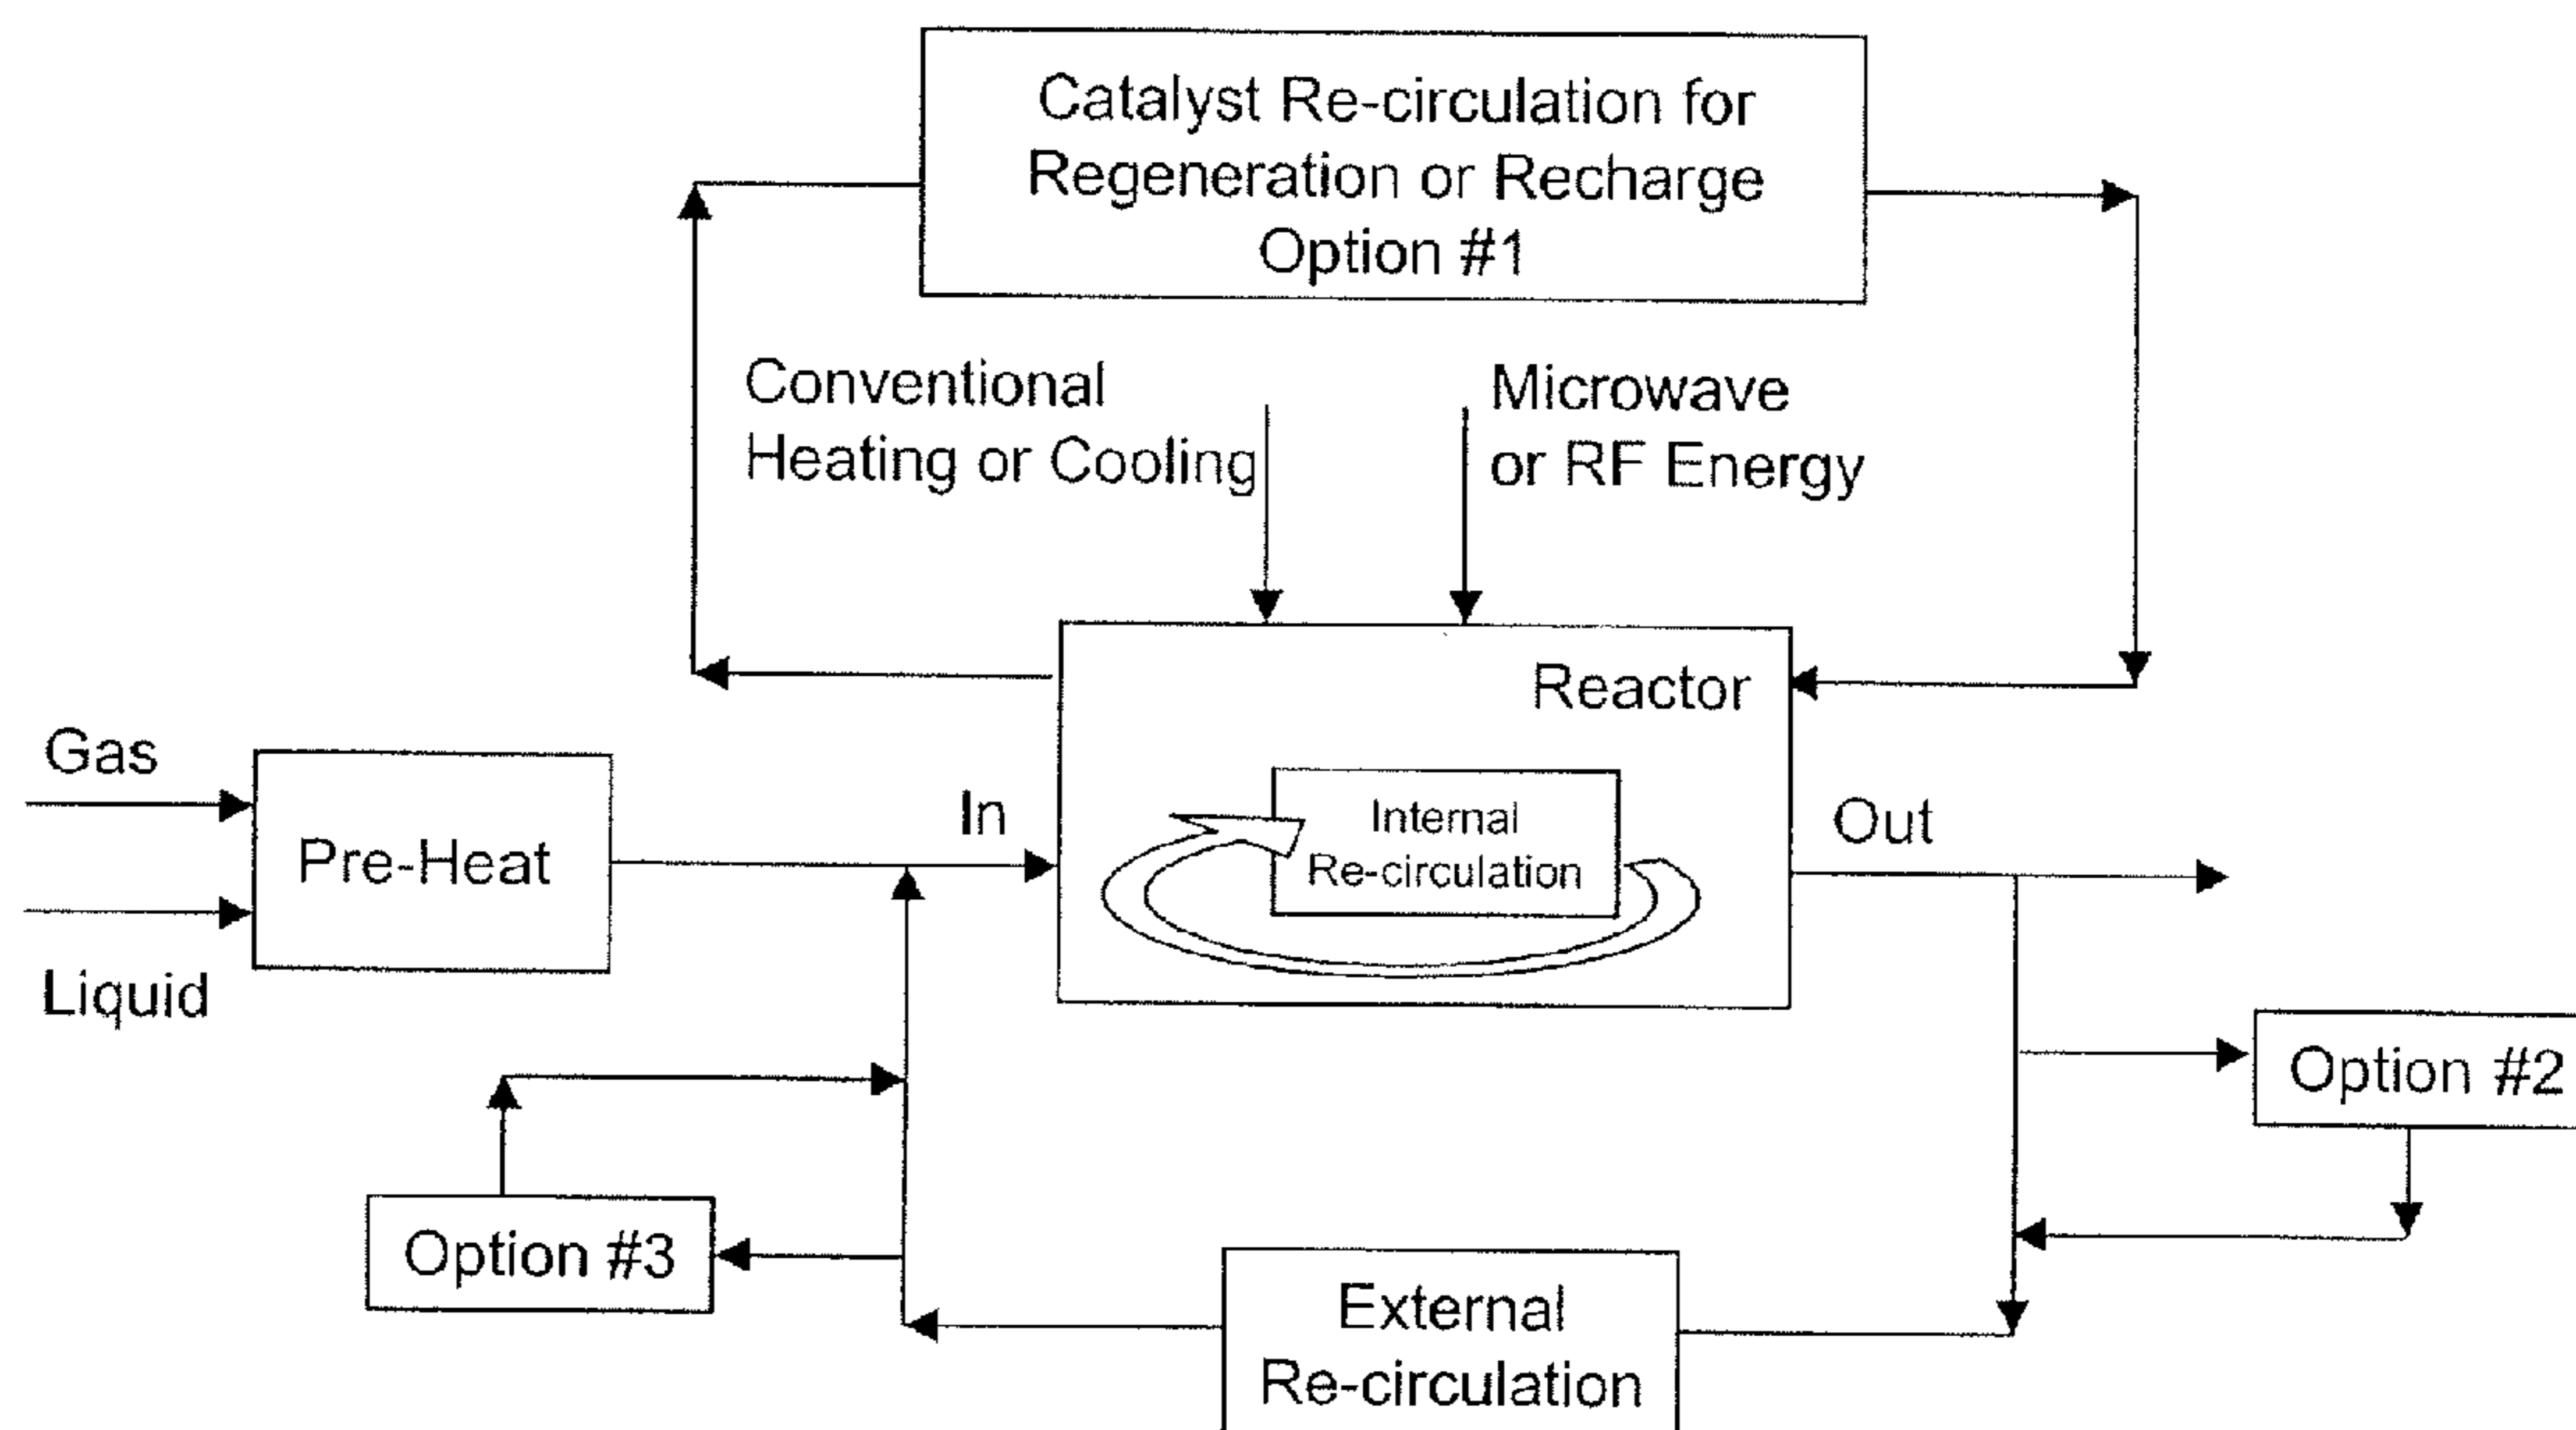 Catalyst Re-circulation for
Regeneration or Recharge
Option #1
Conventional
Heating or Cooling
Microwave
or RF Energy
Reactor
Gas
Liquid
Pre-Heat
In
Internal
Re-circulation
Out
Option #2
Option #3
External
Re-circulation